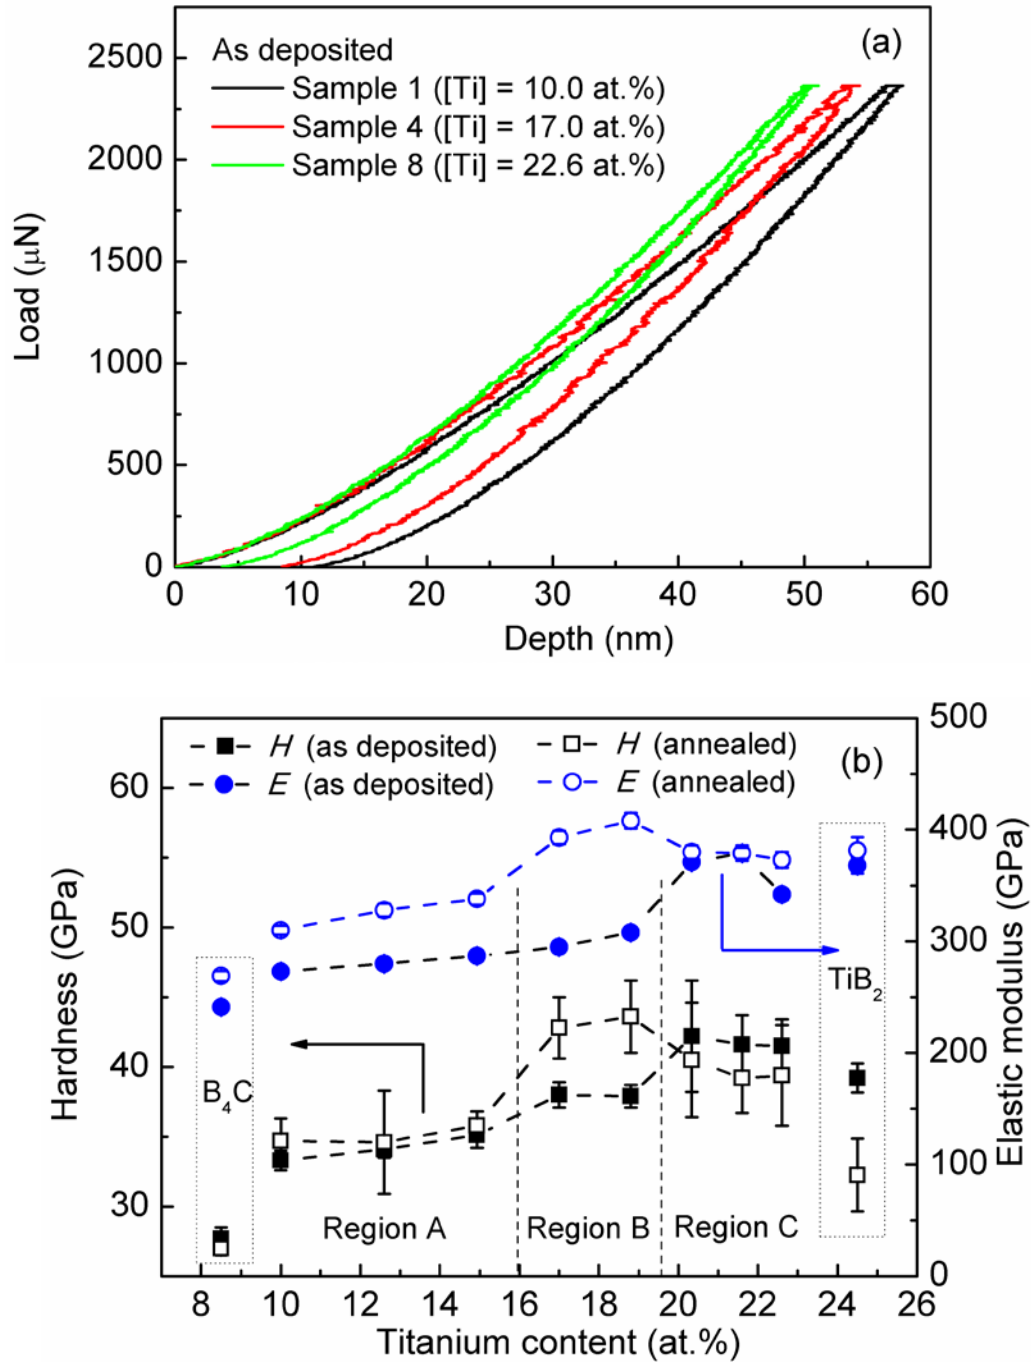 (a)
As deposited
Sample 1 ([Ti] = 10.0 at.%)
Sample 4 ([Ti] = 17.0 at.%)
Sample 8 ([Ti] = 22.6 at.%)
2500
2000
1500
1000
500
0
Load (μN)
0 10 20 30 40 50 60
Depth (nm)
(b)
H (as deposited)
E (as deposited)
H (annealed)
E (annealed)
60
50
40
30
Hardness (GPa)
500
400
300
200
100
0
Elastic modulus (GPa)
B₄C
TiB₂
Region A
Region B
Region C
8 10 12 14 16 18 20 22 24 26
Titanium content (at.%)